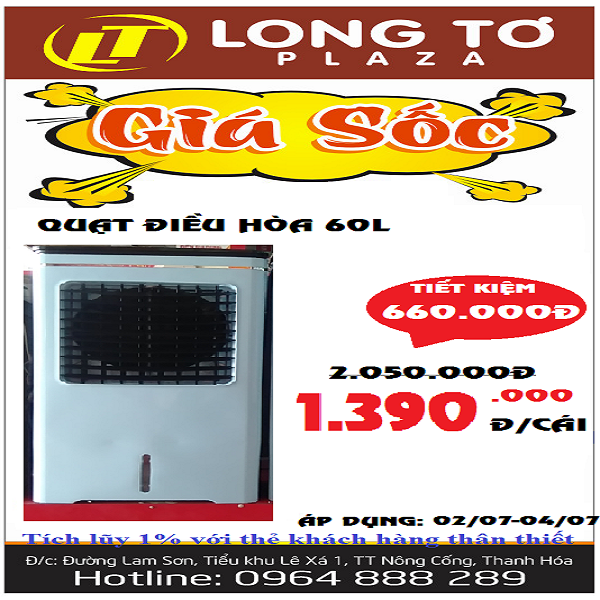 LT LONG TƠ
PLAZA
Giá Sốc
QUẠT ĐIỀU HÒA 60L
TIẾT KIỆM
660.000Đ
2.050.000Đ
1.390.000
Đ/CÁI
ÁP DỤNG: 02/07-04/07
Tích lũy 1% với thẻ khách hàng thân thiết
Đ/c: Đường Lam Sơn, Tiểu khu Lê Xá 1, TT Nông Cống, Thanh Hóa
Hotline: 0964 888 289